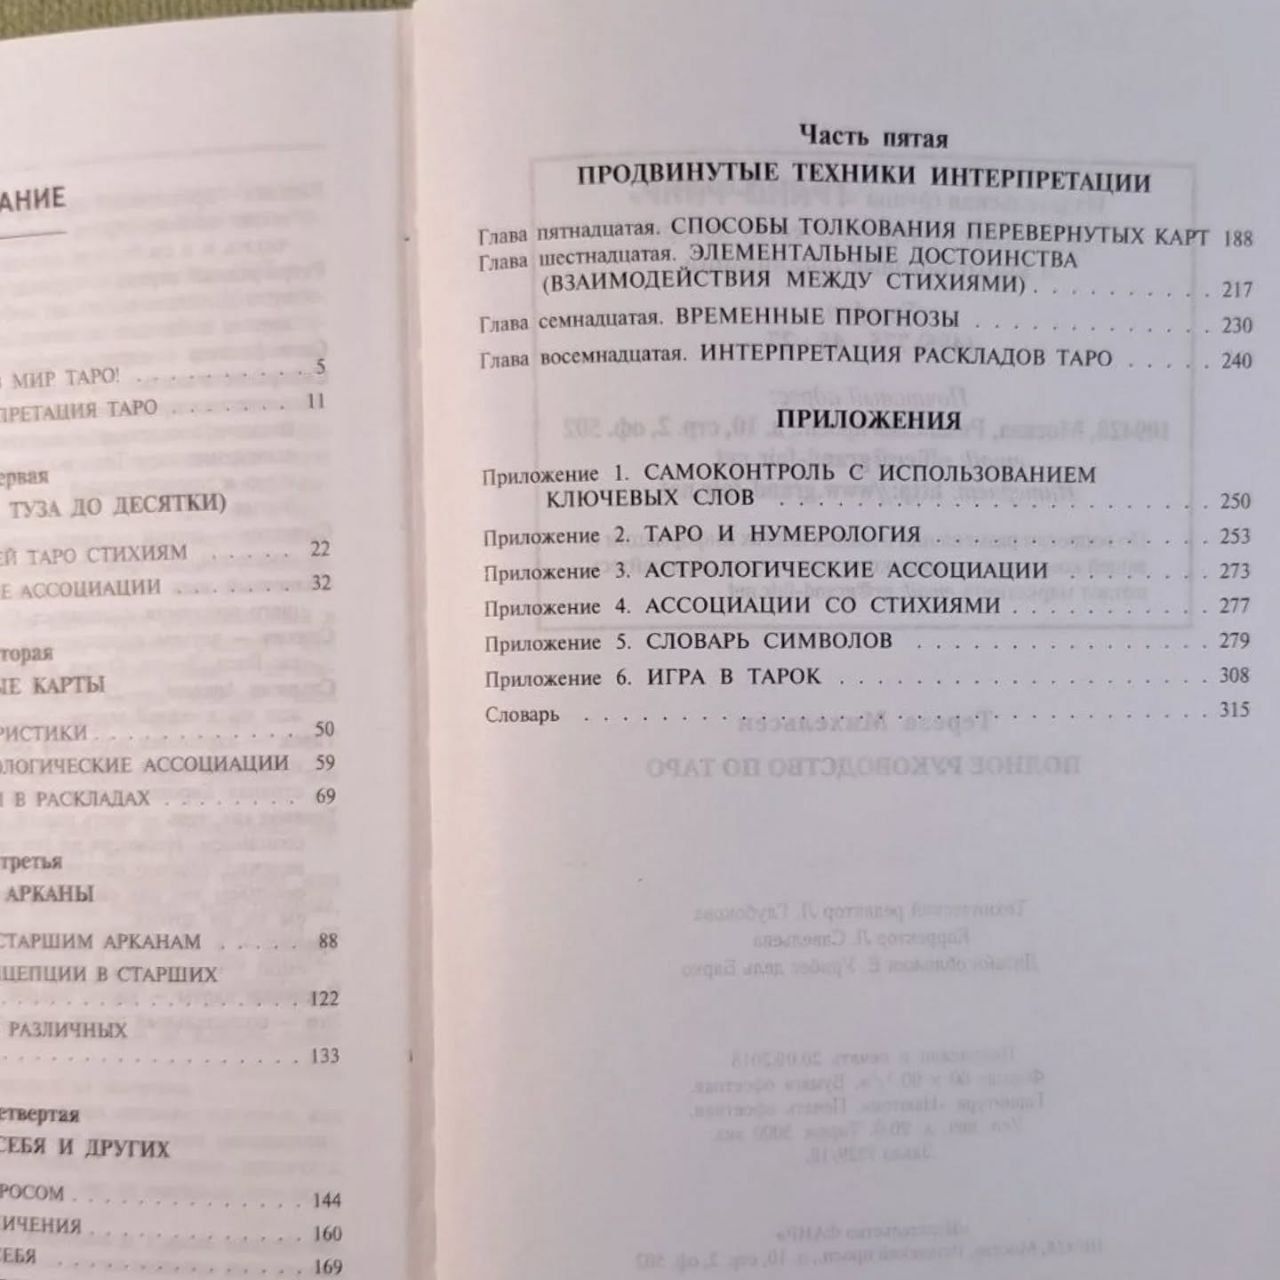 АНИЕ
В МИР ТАРО! . . . . . . . . . . 5
ПРЕТАЦИЯ ТАРО . . . . . . . 11
ервая
ТУЗА ДО ДЕСЯТКИ)
ЕЙ ТАРО СТИХИЯМ . . . . . 22
Е АССОЦИАЦИИ . . . . . . . 32
торая
ЫЕ КАРТЫ
РИСТИКИ . . . . . . . . . . . . 50
ОЛОГИЧЕСКИЕ АССОЦИАЦИИ 59
И В РАСКЛАДАХ . . . . . . . . 69
третья
АРКАНЫ
СТАРШИМ АРКАНАМ . . . . . 88
ЦЕПЦИИ В СТАРШИХ
. . . . . . . . . . . . . . . . . . 122
РАЗЛИЧНЫХ
. . . . . . . . . . . . . . . . . . 133
етвертая
СЕБЯ И ДРУГИХ
РОСОМ . . . . . . . . . . . . . 144
ИЧЕНИЯ . . . . . . . . . . . . 160
СЕБЯ . . . . . . . . . . . . . . 169
Часть пятая
ПРОДВИНУТЫЕ ТЕХНИКИ ИНТЕРПРЕТАЦИИ
Глава пятнадцатая. СПОСОБЫ ТОЛКОВАНИЯ ПЕРЕВЕРНУТЫХ КАРТ 188
Глава шестнадцатая. ЭЛЕМЕНТАЛЬНЫЕ ДОСТОИНСТВА
(ВЗАИМОДЕЙСТВИЯ МЕЖДУ СТИХИЯМИ) . . . . . . . . . . 217
Глава семнадцатая. ВРЕМЕННЫЕ ПРОГНОЗЫ . . . . . . . . . . . . . 230
Глава восемнадцатая. ИНТЕРПРЕТАЦИЯ РАСКЛАДОВ ТАРО . . . . . 240
ПРИЛОЖЕНИЯ
Приложение 1. САМОКОНТРОЛЬ С ИСПОЛЬЗОВАНИЕМ
КЛЮЧЕВЫХ СЛОВ . . . . . . . . . . . . . . . . . . . . . . . . 250
Приложение 2. ТАРО И НУМЕРОЛОГИЯ . . . . . . . . . . . . . . . 253
Приложение 3. АСТРОЛОГИЧЕСКИЕ АССОЦИАЦИИ . . . . . . . . 273
Приложение 4. АССОЦИАЦИИ СО СТИХИЯМИ . . . . . . . . . . . 277
Приложение 5. СЛОВАРЬ СИМВОЛОВ . . . . . . . . . . . . . . . . 279
Приложение 6. ИГРА В ТАРОК . . . . . . . . . . . . . . . . . . . . 308
Словарь . . . . . . . . . . . . . . . . . . . . . . . . . . . . . . . . . . 315